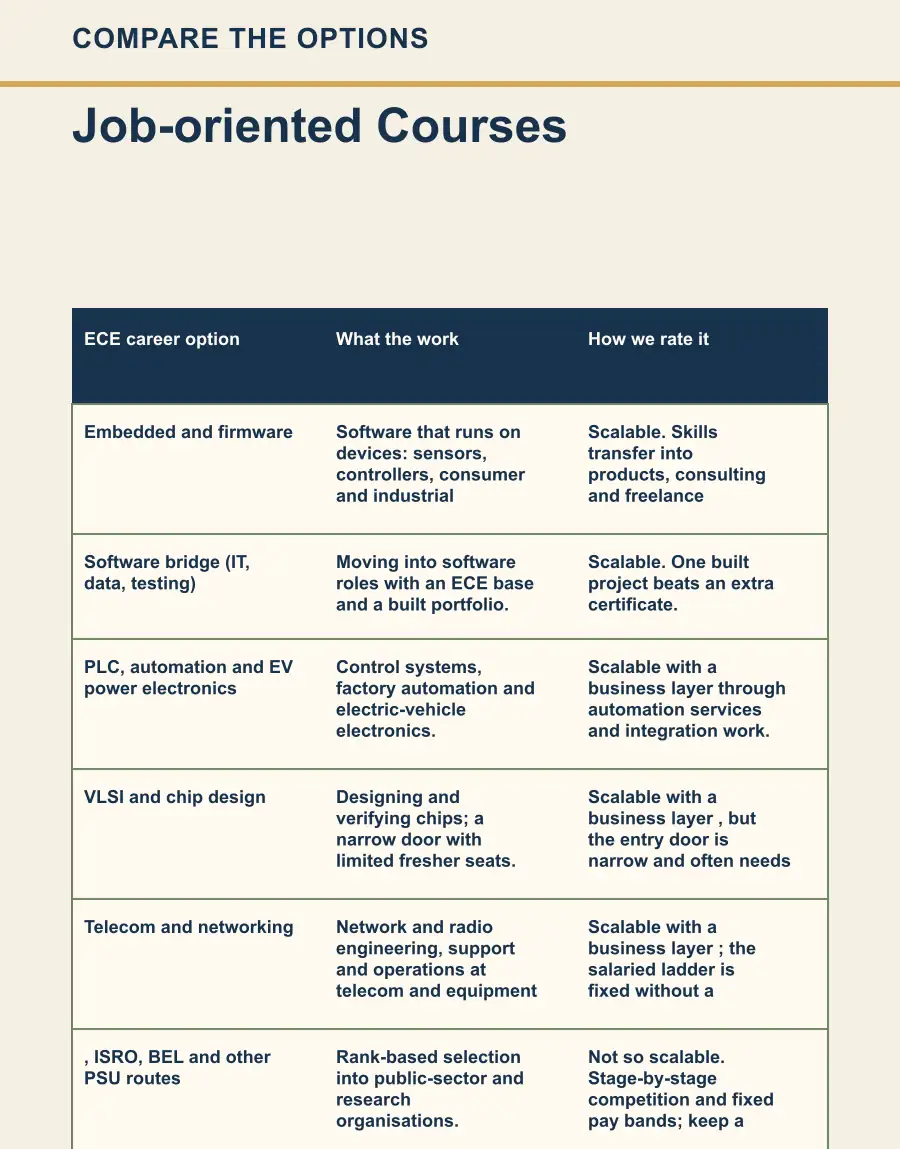 COMPARE THE OPTIONS
Job-oriented Courses
ECE career option
What the work
How we rate it
Embedded and firmware
Software that runs on
devices: sensors,
controllers, consumer
and industrial
Scalable. Skills
transfer into
products, consulting
and freelance
Software bridge (IT,
data, testing)
Moving into software
roles with an ECE base
and a built portfolio.
Scalable. One built
project beats an extra
certificate.
PLC, automation and EV
power electronics
Control systems,
factory automation and
electric-vehicle
electronics.
Scalable with a
business layer through
automation services
and integration work.
VLSI and chip design
Designing and
verifying chips; a
narrow door with
limited fresher seats.
Scalable with a
business layer , but
the entry door is
narrow and often needs
Telecom and networking
Network and radio
engineering, support
and operations at
telecom and equipment
Scalable with a
business layer ; the
salaried ladder is
fixed without a
, ISRO, BEL and other
PSU routes
Rank-based selection
into public-sector and
research
organisations.
Not so scalable.
Stage-by-stage
competition and fixed
pay bands; keep a